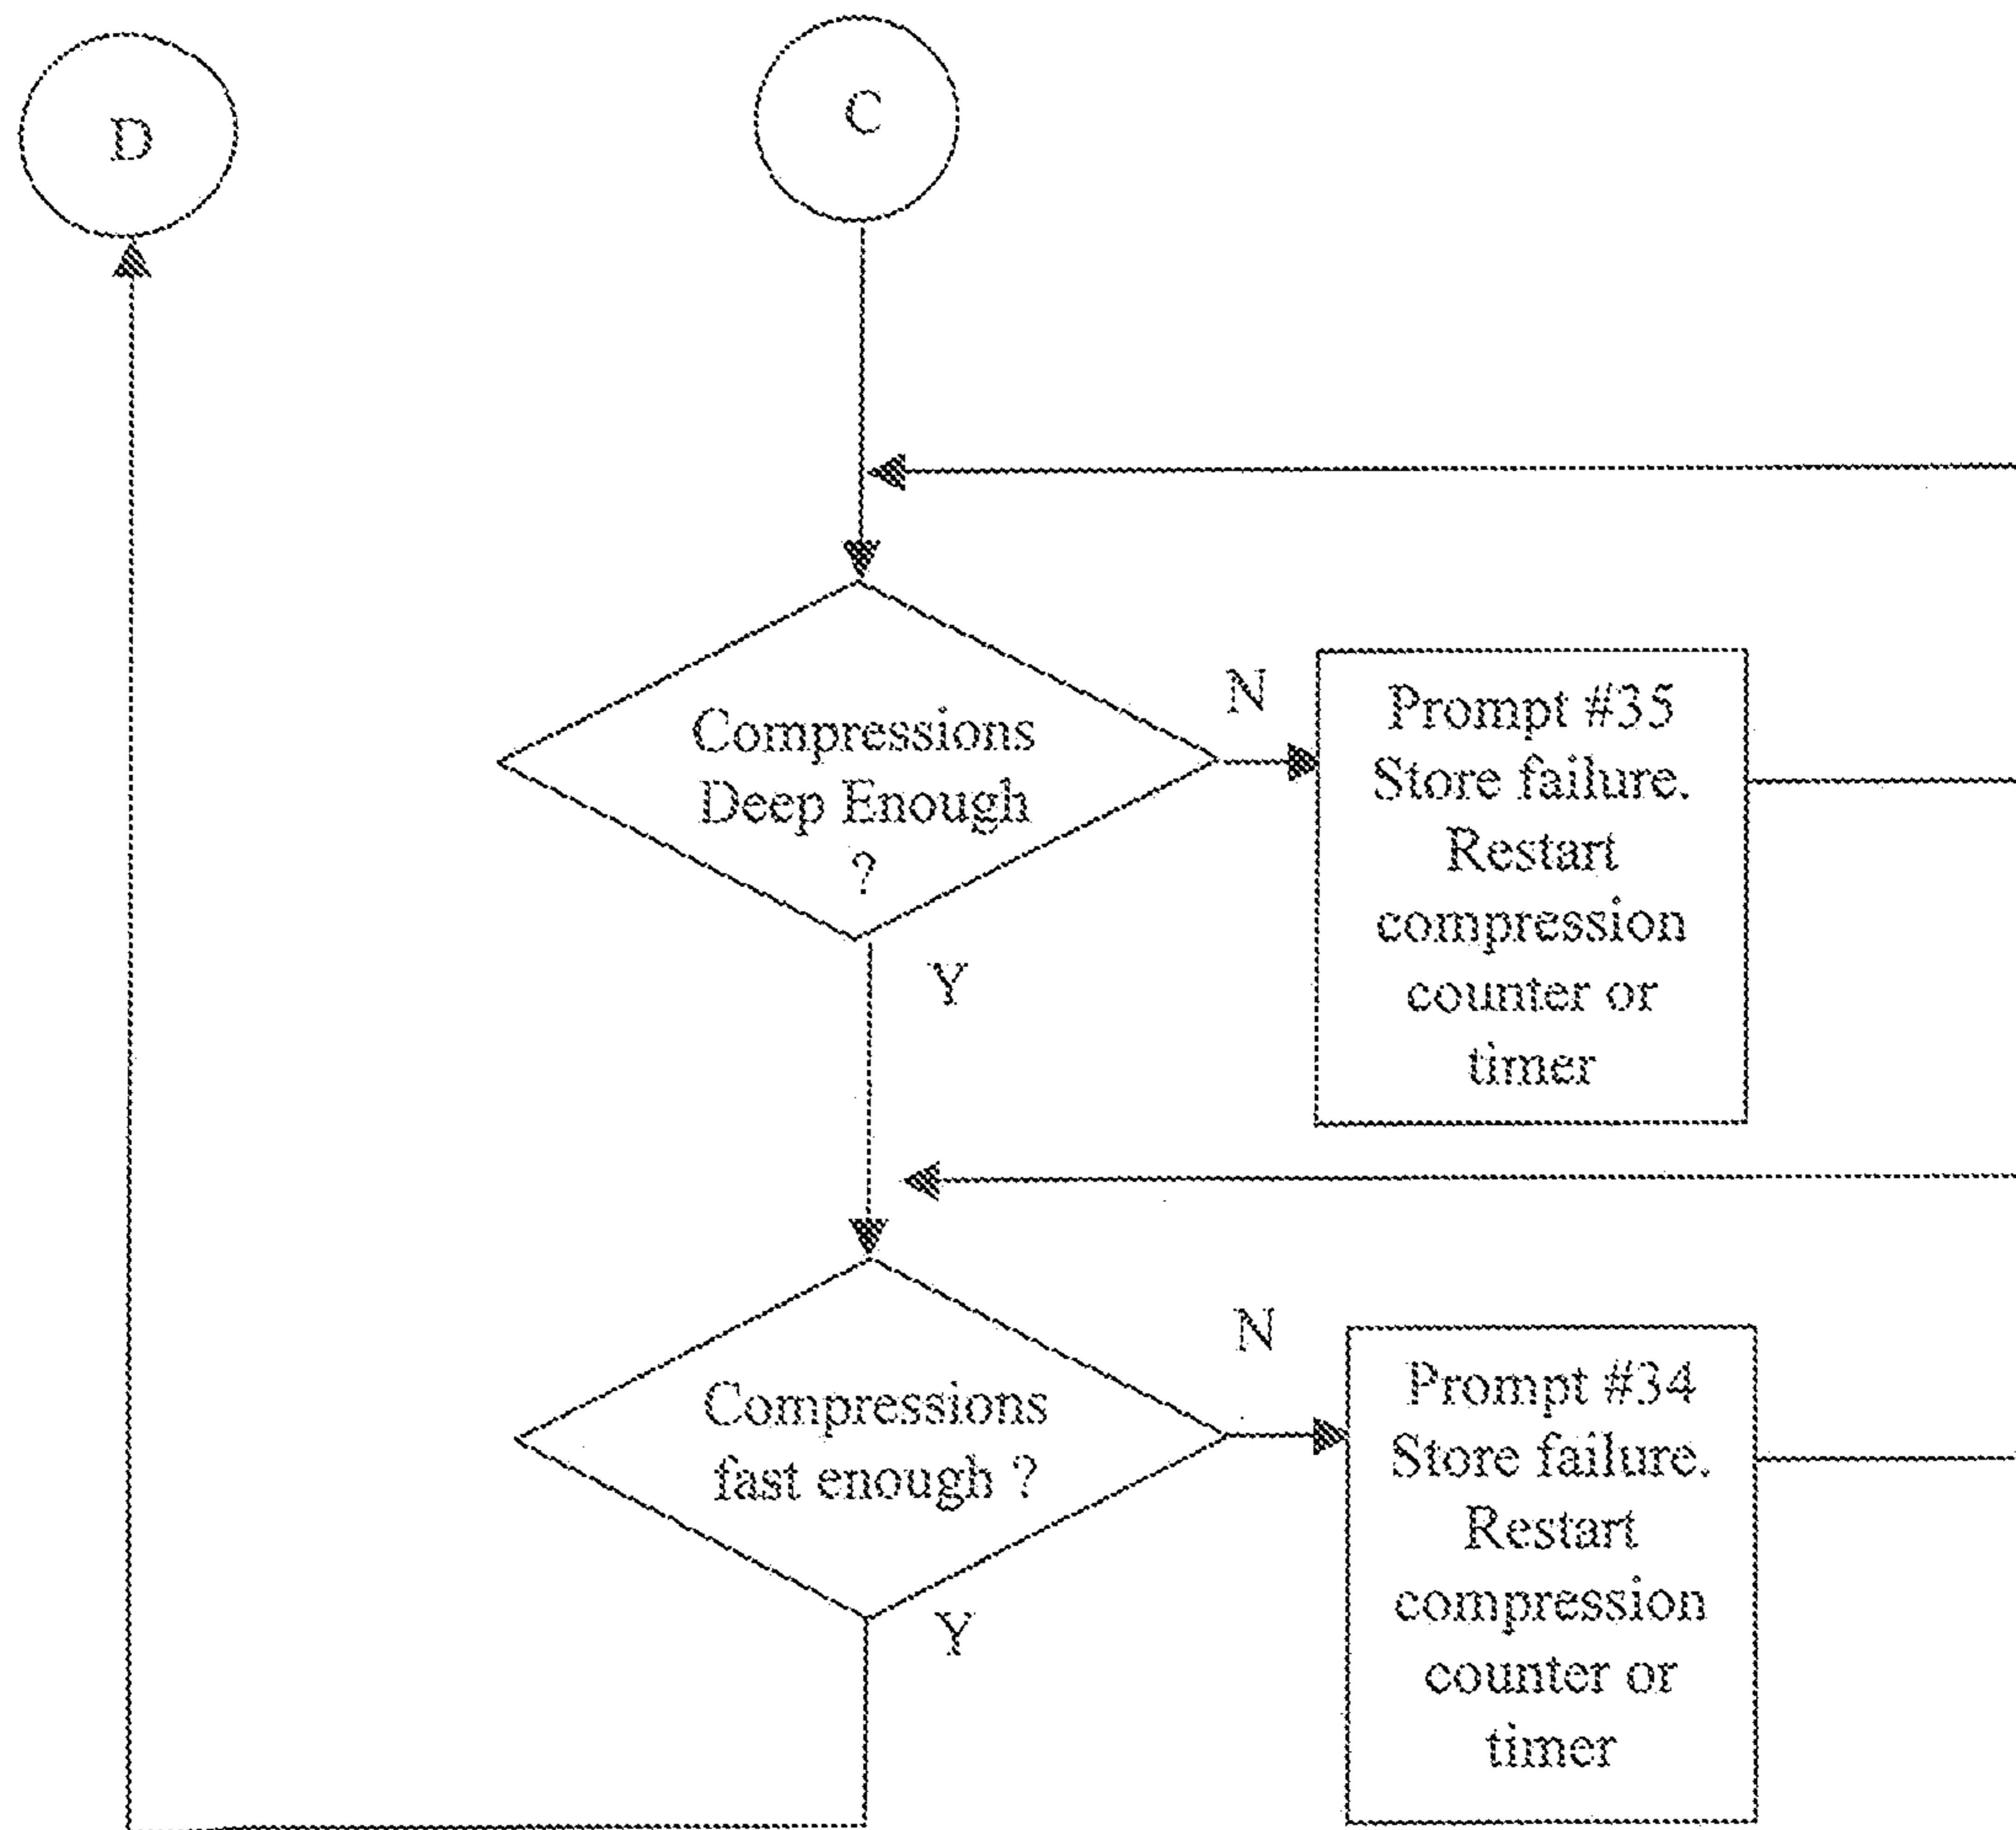 D
C
Compressions
Deep Enough
?
N
Prompt #35
Store failure.
Restart
compression
counter or
timer
Y
Compressions
fast enough ?
N
Prompt #34
Store failure.
Restart
compression
counter or
timer
Y